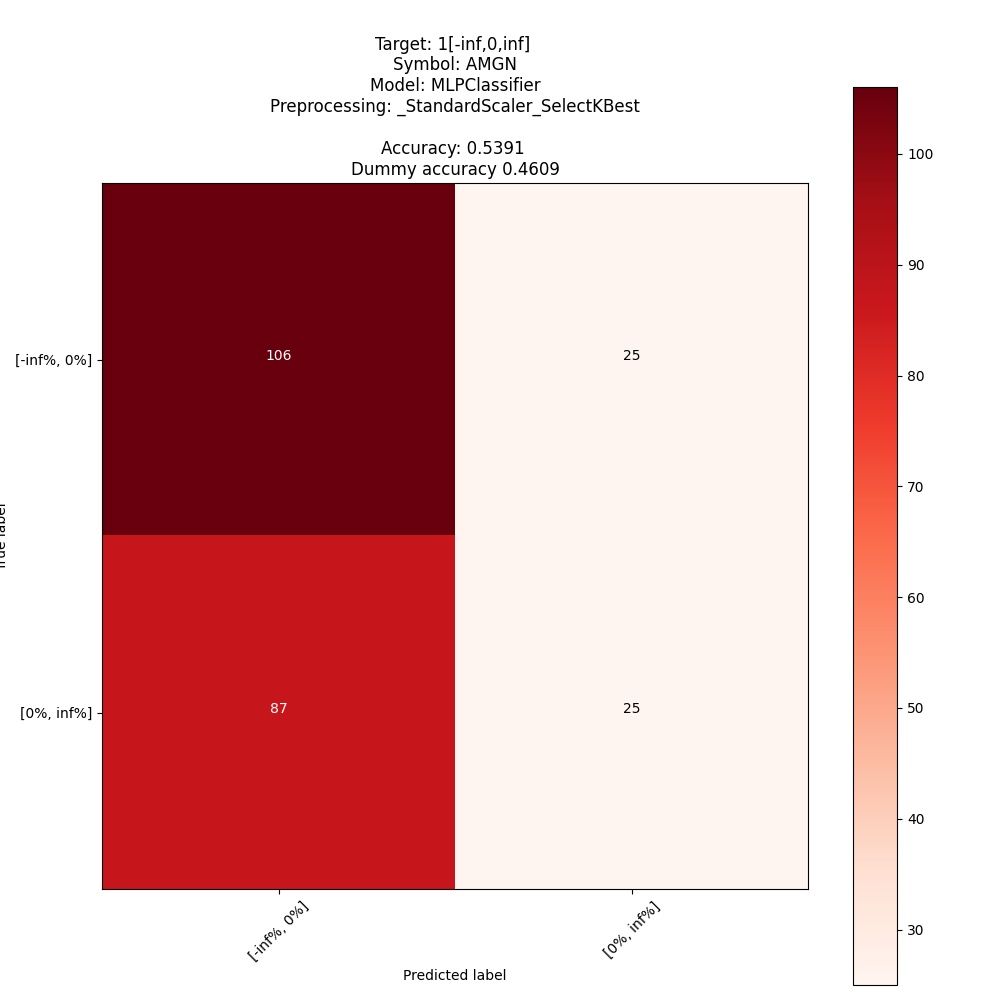 Target: 1[-inf,0,inf]
Symbol: AMGN
Model: MLPClassifier
Preprocessing: _StandardScaler_SelectKBest
Accuracy: 0.5391
Dummy accuracy 0.4609
100
90
80
70
60
50
40
30
[-inf%, 0%]
106
25
label
[0%, inf%]
87
25
[-inf%, 0%]
[0%, inf%]
Predicted label